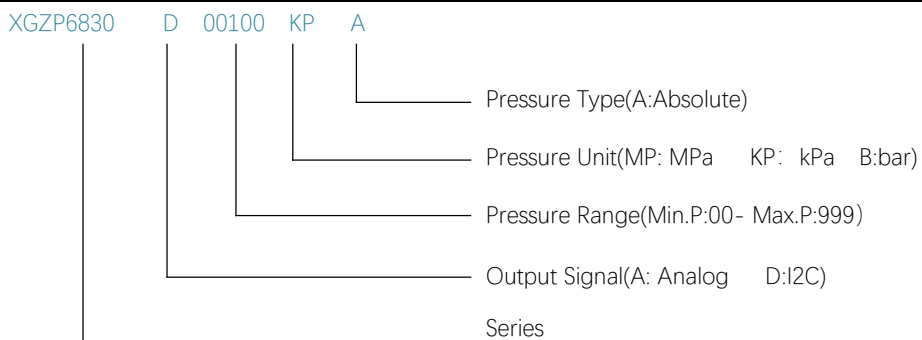 XGZP6830 D 00100 KP A
Pressure Type(A:Absolute)
Pressure Unit(MP: MPa KP：kPa B:bar)
Pressure Range(Min.P:00- Max.P:999）
Output Signal(A: Analog D:I2C)
Series